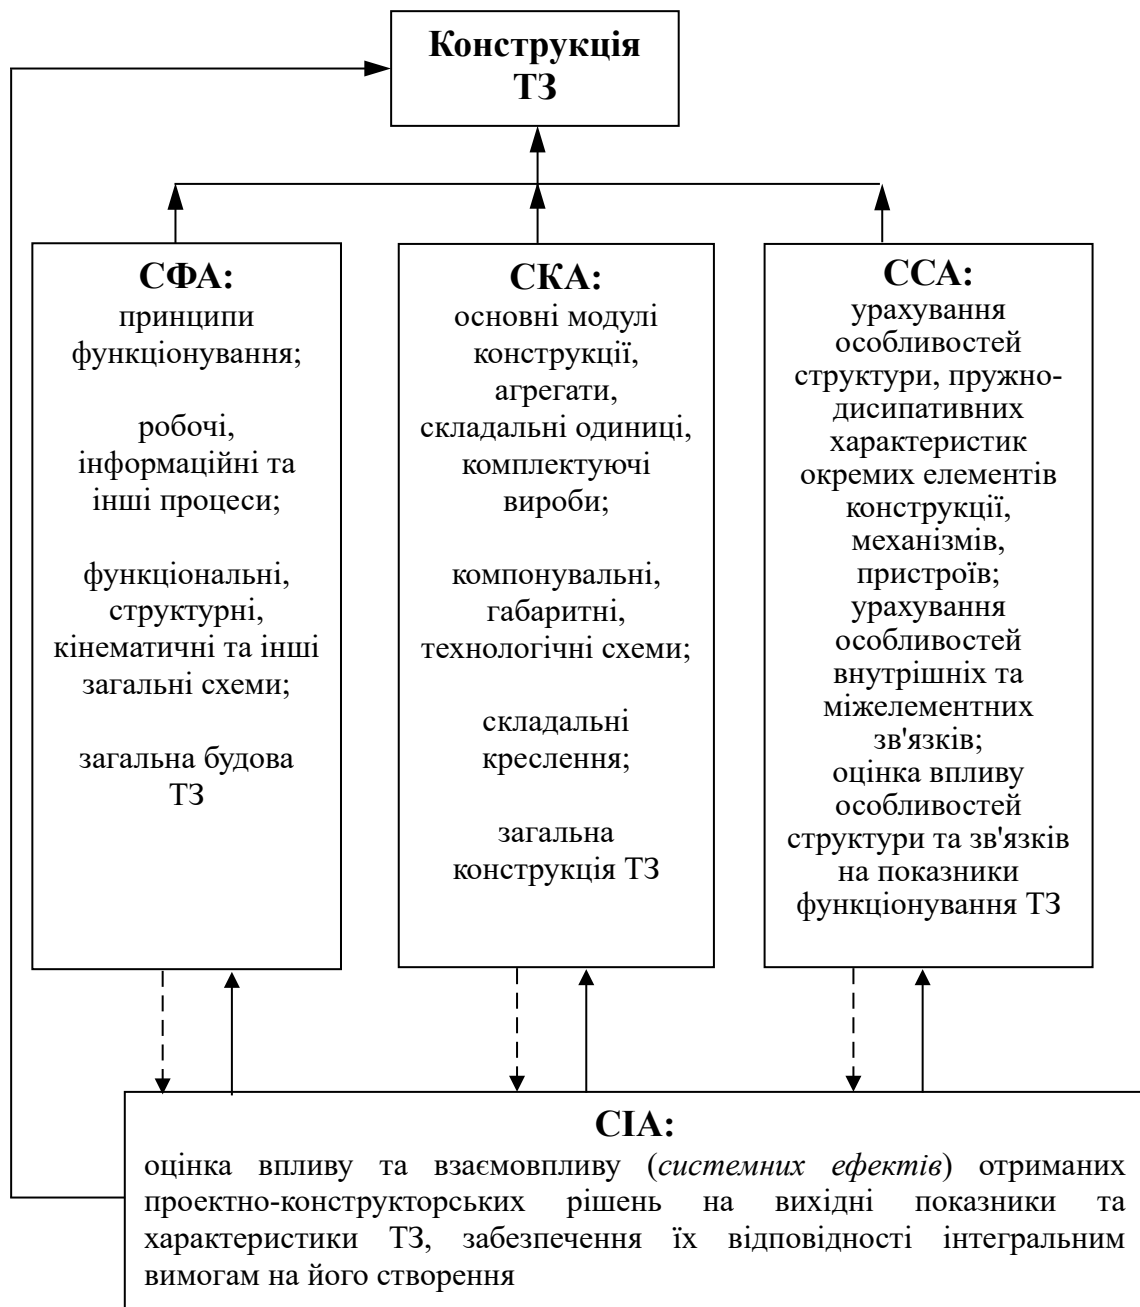 Конструкція
ТЗ
СФА:
принципи
функціонування;
робочі,
інформаційні та
інші процеси;
функціональні,
структурні,
кінематичні та інші
загальні схеми;
загальна будова
ТЗ
СКА:
основні модулі
конструкції,
агрегати,
складальні одиниці,
комплектуючі
вироби;
компонувальні,
габаритні,
технологічні схеми;
складальні
креслення;
загальна
конструкція ТЗ
ССА:
урахування
особливостей
структури, пружно-
дисипативних
характеристик
окремих елементів
конструкції,
механізмів,
пристроїв;
урахування
особливостей
внутрішніх та
міжелементних
зв'язків;
оцінка впливу
особливостей
структури та зв'язків
на показники
функціонування ТЗ
СІА:
оцінка впливу та взаємовпливу (системних ефектів) отриманих
проектно-конструкторських рішень на вихідні показники та
характеристики ТЗ, забезпечення їх відповідності інтегральним
вимогам на його створення